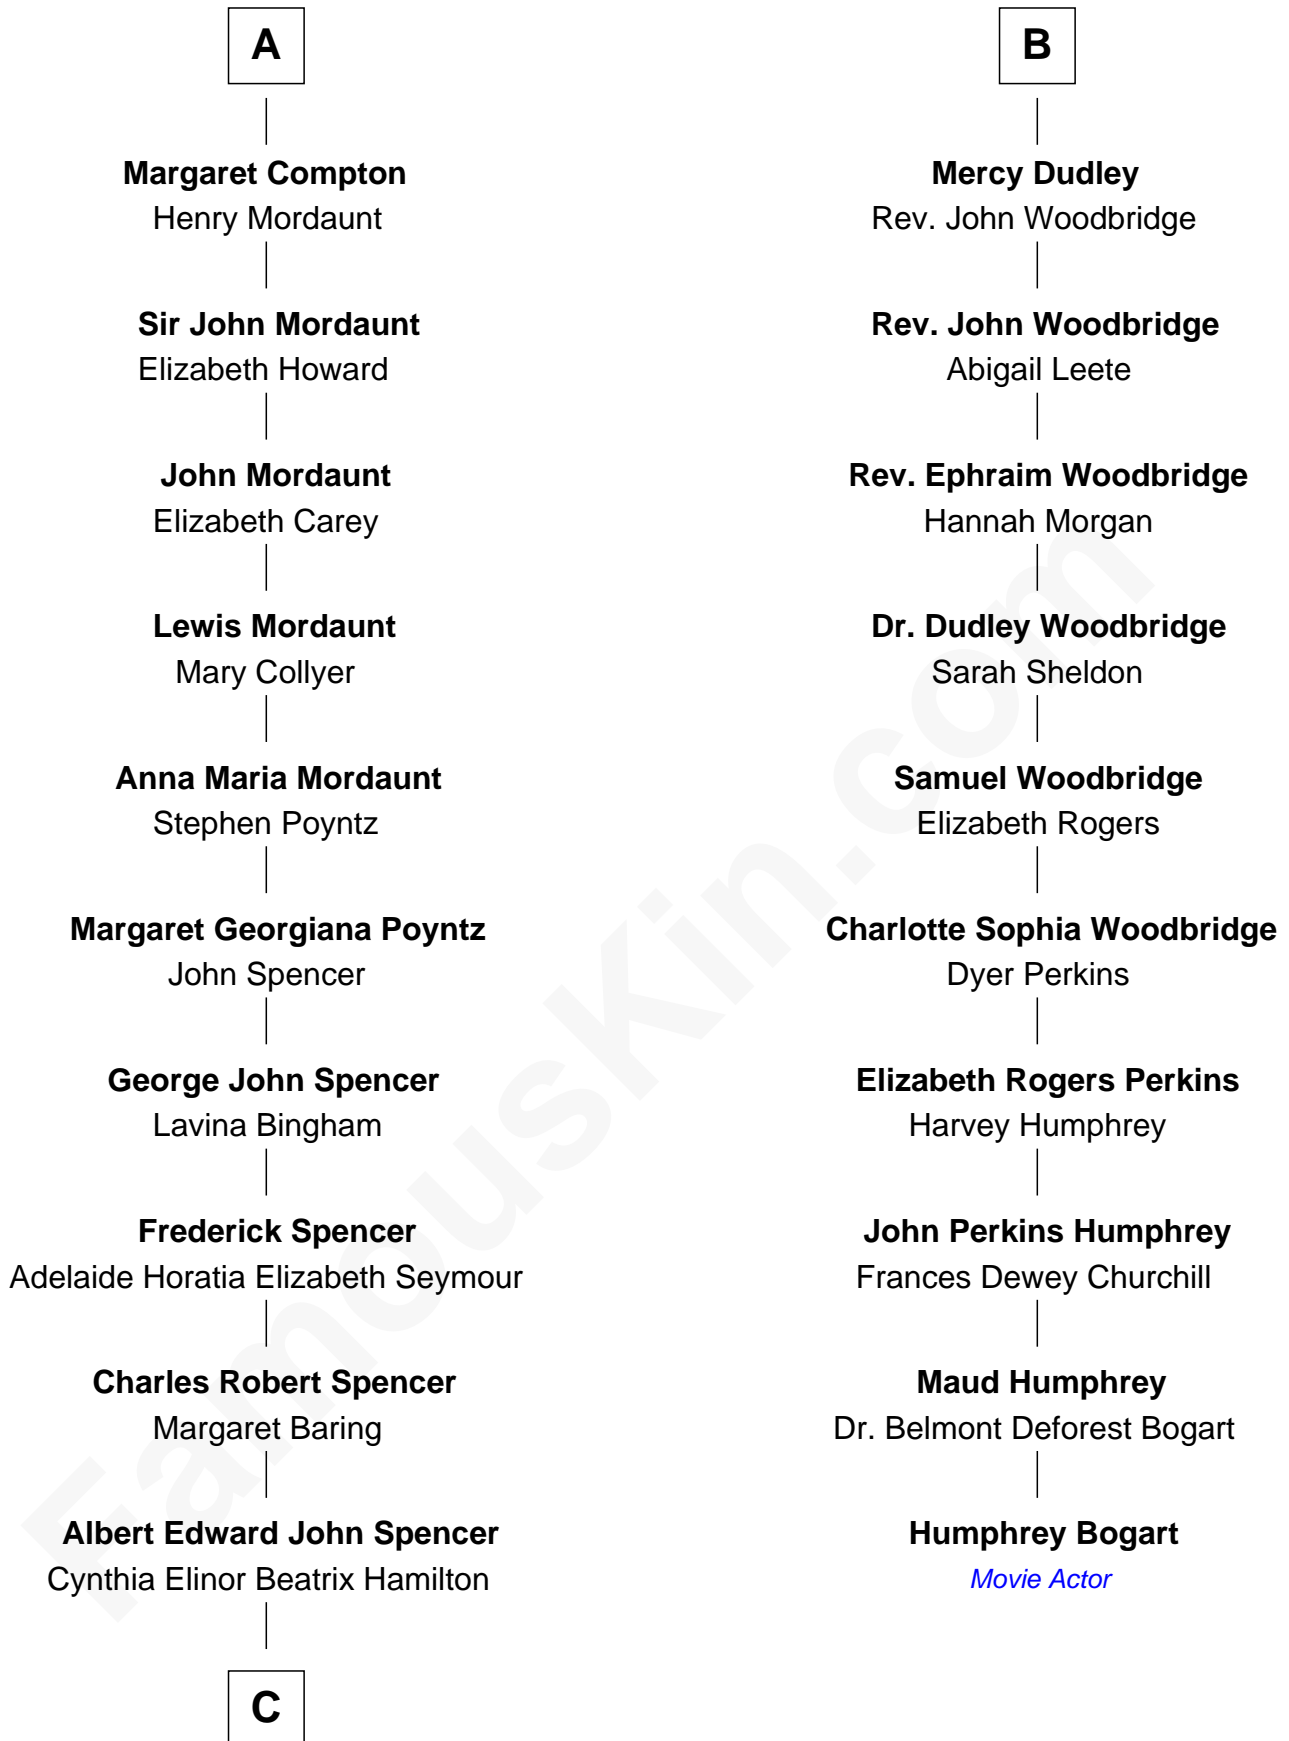 A
Margaret Compton
Henry Mordaunt
Sir John Mordaunt
Elizabeth Howard
John Mordaunt
Elizabeth Carey
Lewis Mordaunt
Mary Collyer
Anna Maria Mordaunt
Stephen Poyntz
Margaret Georgiana Poyntz
John Spencer
George John Spencer
Lavina Bingham
Frederick Spencer
Adelaide Horatia Elizabeth Seymour
Charles Robert Spencer
Margaret Baring
Albert Edward John Spencer
Cynthia Elinor Beatrix Hamilton
C
B
Mercy Dudley
Rev. John Woodbridge
Rev. John Woodbridge
Abigail Leete
Rev. Ephraim Woodbridge
Hannah Morgan
Dr. Dudley Woodbridge
Sarah Sheldon
Samuel Woodbridge
Elizabeth Rogers
Charlotte Sophia Woodbridge
Dyer Perkins
Elizabeth Rogers Perkins
Harvey Humphrey
John Perkins Humphrey
Frances Dewey Churchill
Maud Humphrey
Dr. Belmont Deforest Bogart
Humphrey Bogart
Movie Actor
FamousKin.com